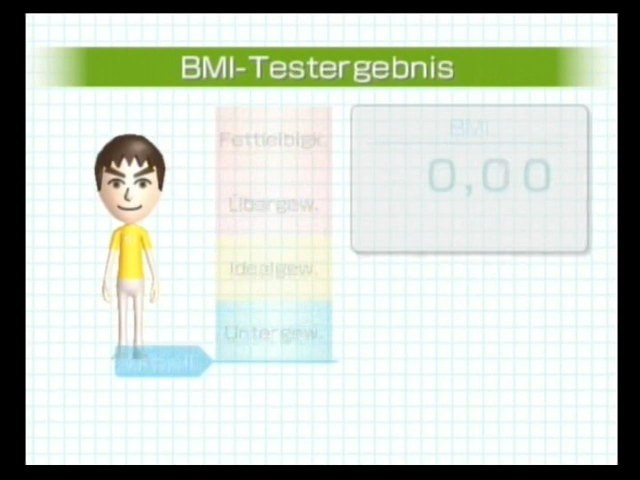 BMI-Testergebnis
Fettleibigk.
Übergew.
Idealgew.
Untergew.
BMI
0,00